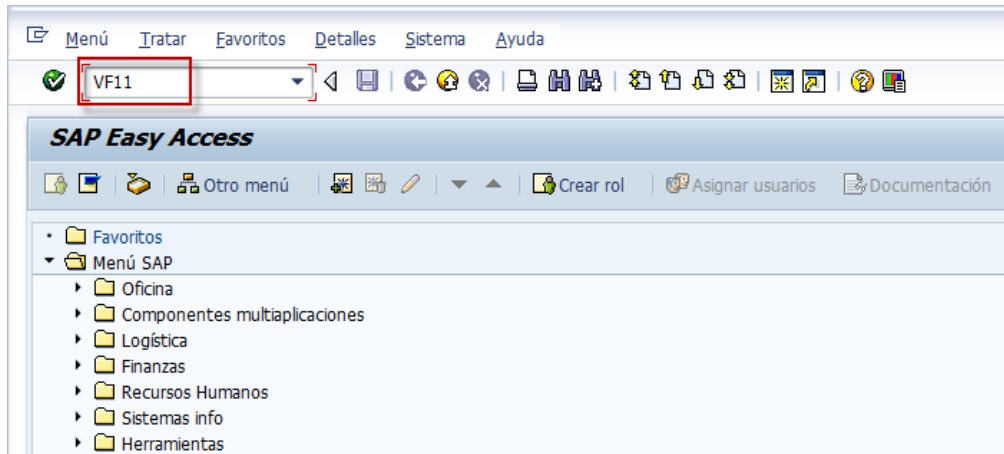 Menú Tratar Favoritos Detalles Sistema Ayuda
VF11
SAP Easy Access
Otro menú Crear rol Asignar usuarios Documentación
Favoritos
Menú SAP
Oficina
Componentes multiaplicaciones
Logística
Finanzas
Recursos Humanos
Sistemas info
Herramientas